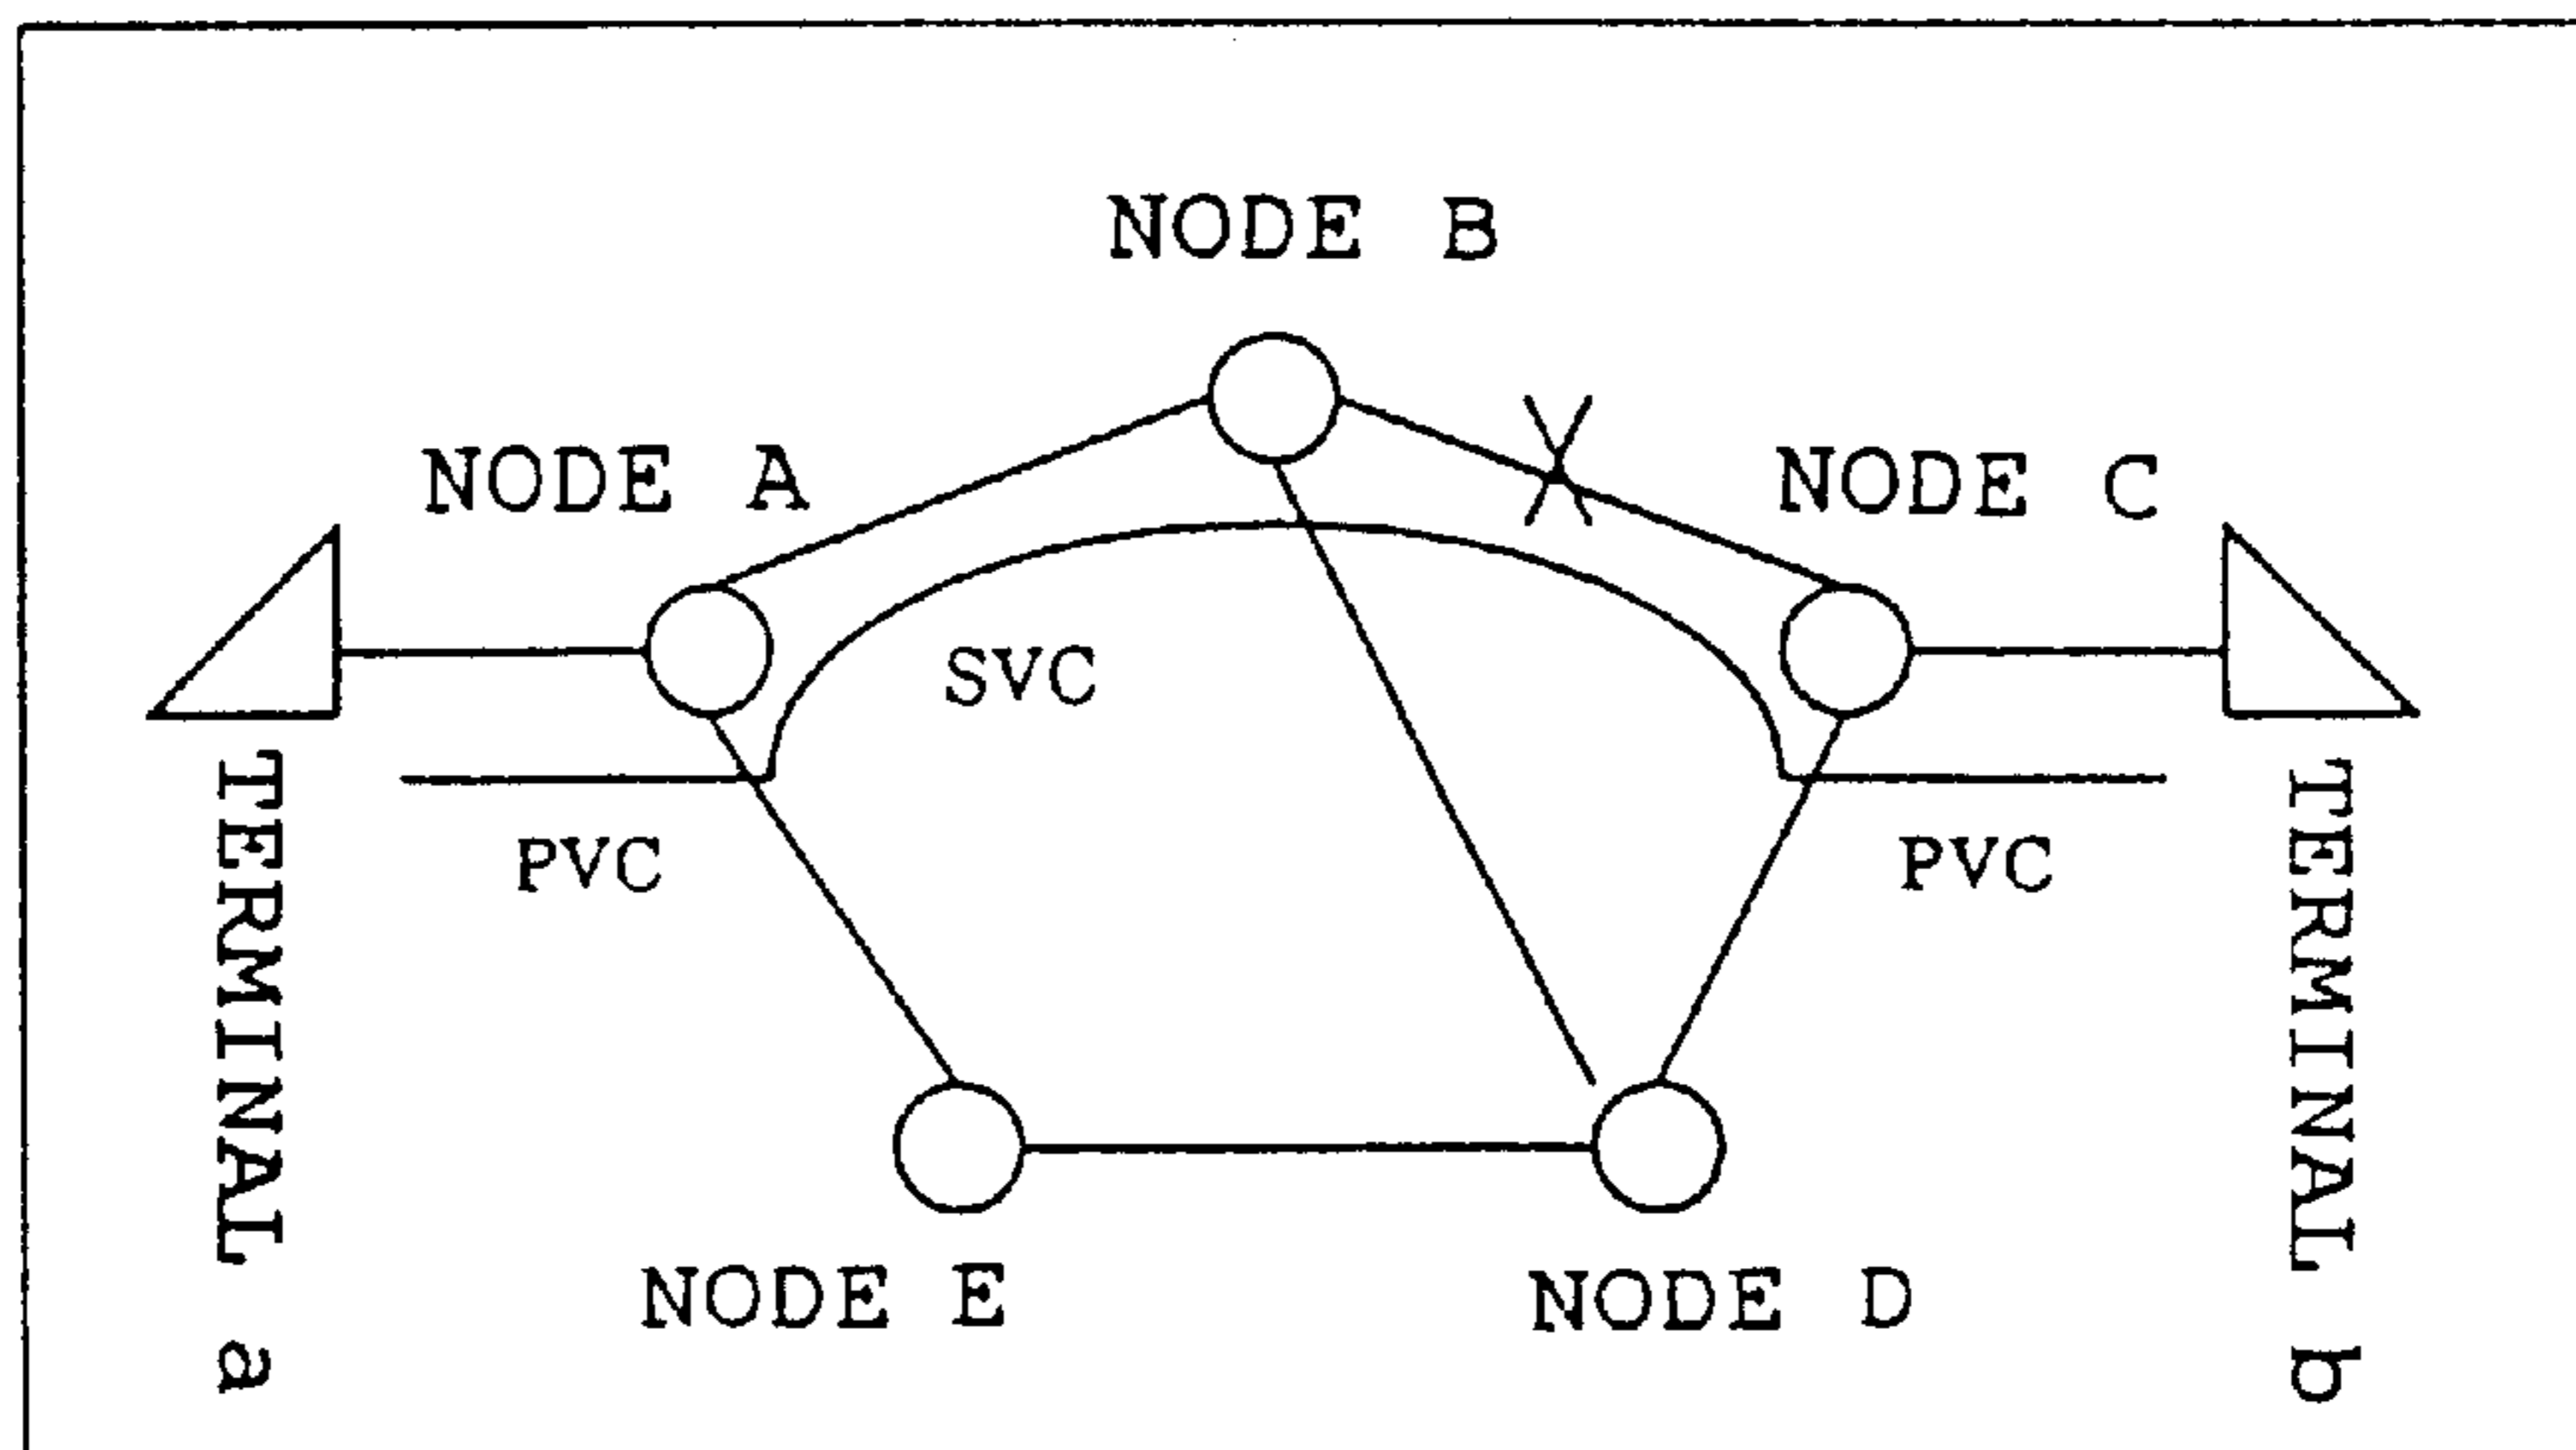 NODE B
NODE A
NODE C
SVC
PVC
PVC
TERMINAL a
TERMINAL b
NODE E
NODE D